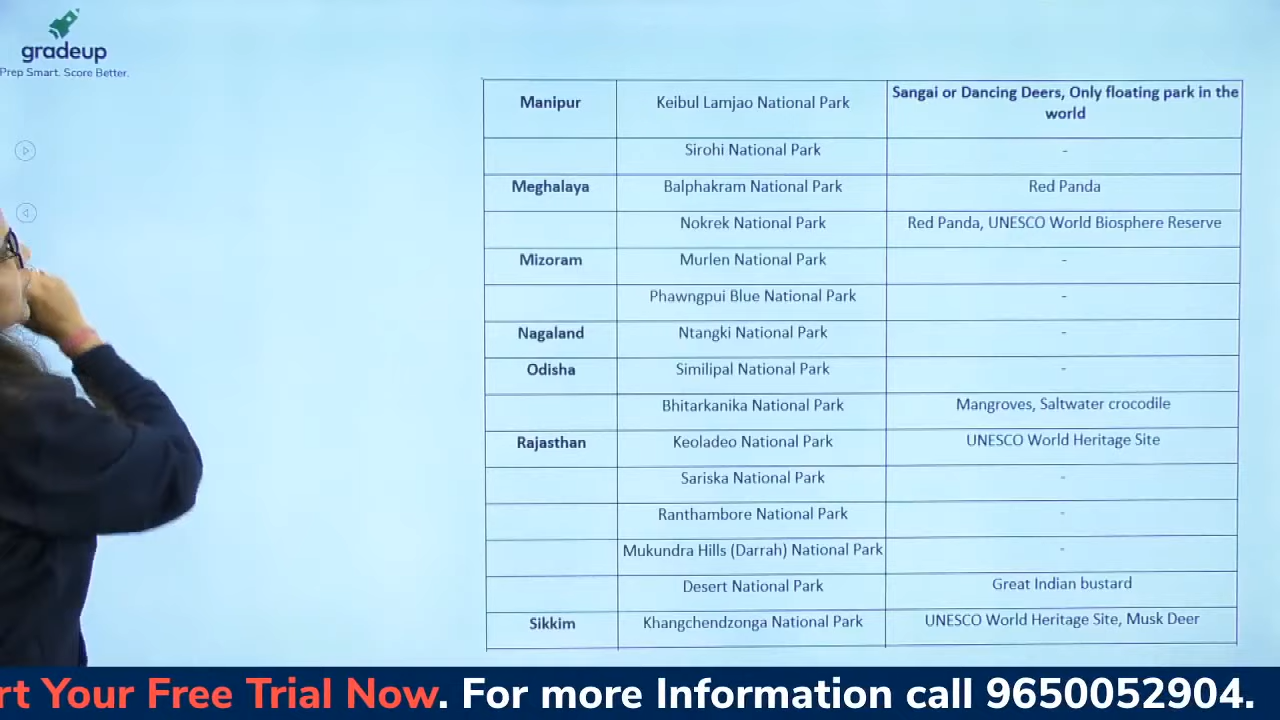 gradeup
Prep Smart. Score Better.
Manipur Keibul Lamjao National Park Sangai or Dancing Deers, Only floating park in the
world
Sirohi National Park -
Meghalaya Balphakram National Park Red Panda
Nokrek National Park Red Panda, UNESCO World Biosphere Reserve
Mizoram Murlen National Park -
Phawngpui Blue National Park -
Nagaland Ntangki National Park -
Odisha Similipal National Park -
Bhitarkanika National Park Mangroves, Saltwater crocodile
Rajasthan Keoladeo National Park UNESCO World Heritage Site
Sariska National Park -
Ranthambore National Park -
Mukundra Hills (Darrah) National Park -
Desert National Park Great Indian bustard
Sikkim Khangchendzonga National Park UNESCO World Heritage Site, Musk Deer
rt Your Free Trial Now. For more Information call 9650052904.